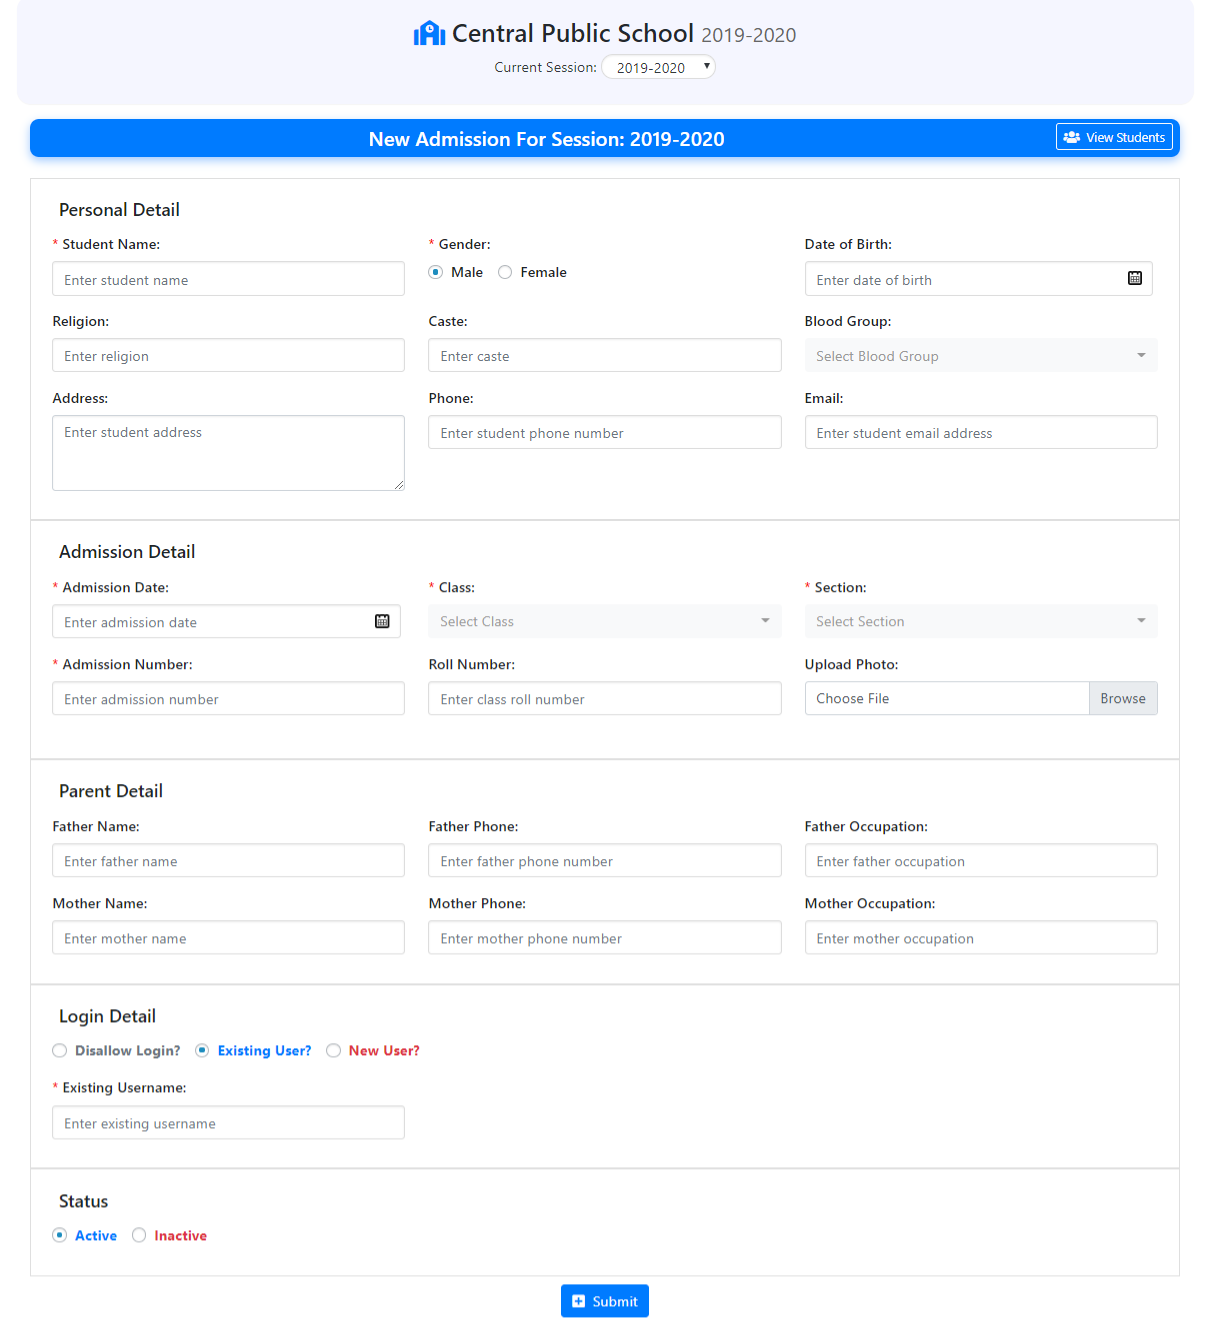 Central Public School 2019-2020
Current Session: 2019-2020
New Admission For Session: 2019-2020
View Students
Personal Detail
* Student Name: * Gender: Date of Birth:
Enter student name Male Female Enter date of birth
Religion: Caste: Blood Group:
Enter religion Enter caste Select Blood Group
Address: Phone: Email:
Enter student address Enter student phone number Enter student email address
Admission Detail
* Admission Date: * Class: * Section:
Enter admission date Select Class Select Section
* Admission Number: Roll Number: Upload Photo:
Enter admission number Enter class roll number Choose File Browse
Parent Detail
Father Name: Father Phone: Father Occupation:
Enter father name Enter father phone number Enter father occupation
Mother Name: Mother Phone: Mother Occupation:
Enter mother name Enter mother phone number Enter mother occupation
Login Detail
Disallow Login? Existing User? New User?
* Existing Username:
Enter existing username
Status
Active Inactive
Submit